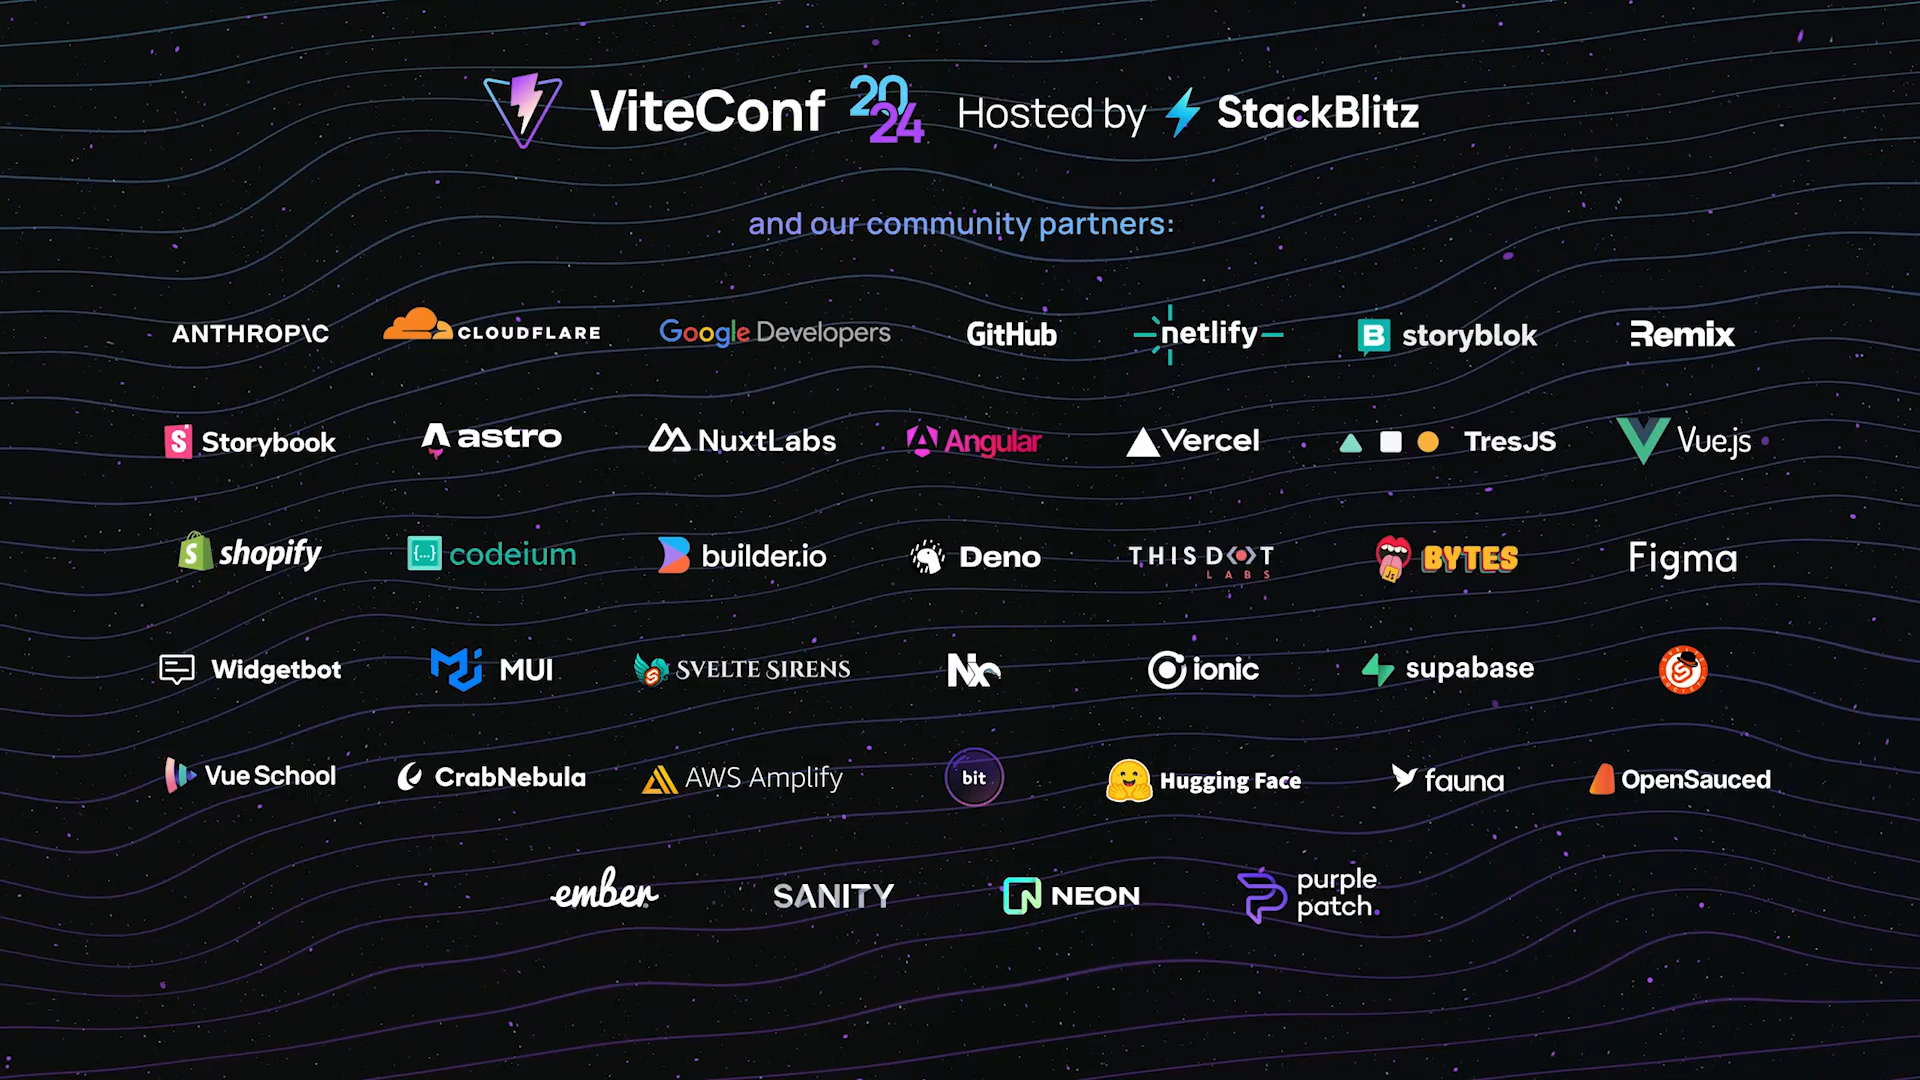 ViteConf 2024 Hosted by StackBlitz
and our community partners:
ANTHROP\C CLOUDFLARE Google Developers GitHub netlify storyblok Remix
S Storybook astro NuxtLabs Angular Vercel TresJS Vue.js
S shopify {...} codeium builder.io Deno THIS DOT LABS JS BYTES Figma
Widgetbot MUI SVELTE SIRENS Nx ionic supabase
Vue School CrabNebula AWS Amplify bit Hugging Face fauna OpenSauced
ember SANITY NEON purple patch.